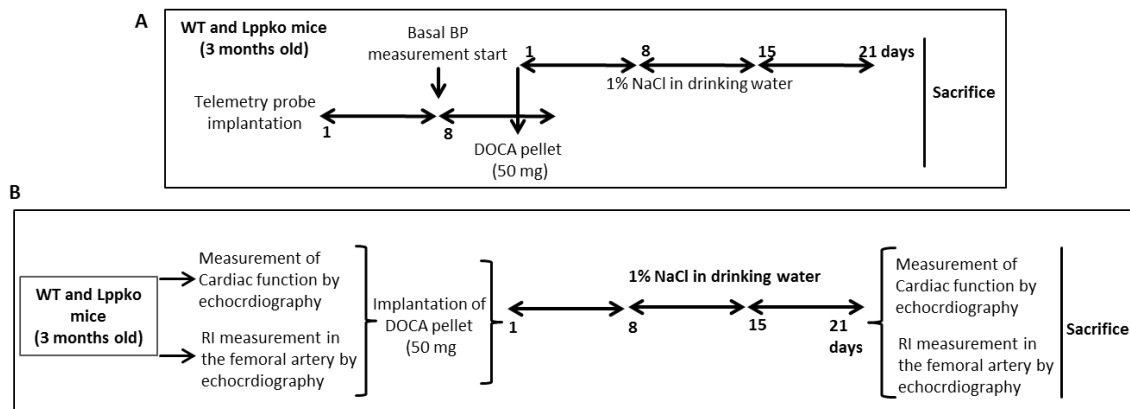 A
WT and Lppko mice
(3 months old)
Basal BP
measurement start
Telemetry probe
implantation
1
8
DOCA pellet
(50 mg)
1
8
15
21 days
1% NaCl in drinking water
Sacrifice
B
WT and Lppko
mice
(3 months old)
Measurement of
Cardiac function by
echocrdiography
RI measurement in
the femoral artery by
echocrdiography
Implantation of
DOCA pellet
(50 mg
1% NaCl in drinking water
1
8
15
21
days
Measurement of
Cardiac function by
echocrdiography
RI measurement in
the femoral artery by
echocrdiography
Sacrifice